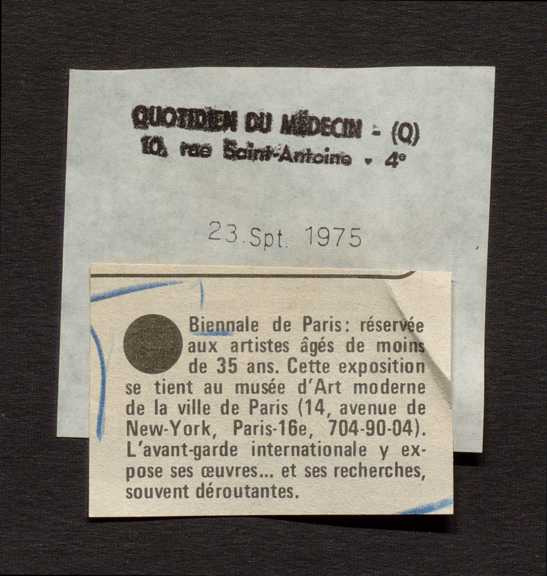 QUOTIDIEN DU MÉDECIN - (Q)
10, rue Saint-Antoine - 4°
23.Spt. 1975
Biennale de Paris: réservée
aux artistes âgés de moins
de 35 ans. Cette exposition
se tient au musée d'Art moderne
de la ville de Paris (14, avenue de
New-York, Paris-16e, 704-90-04).
L'avant-garde internationale y ex-
pose ses œuvres... et ses recherches,
souvent déroutantes.